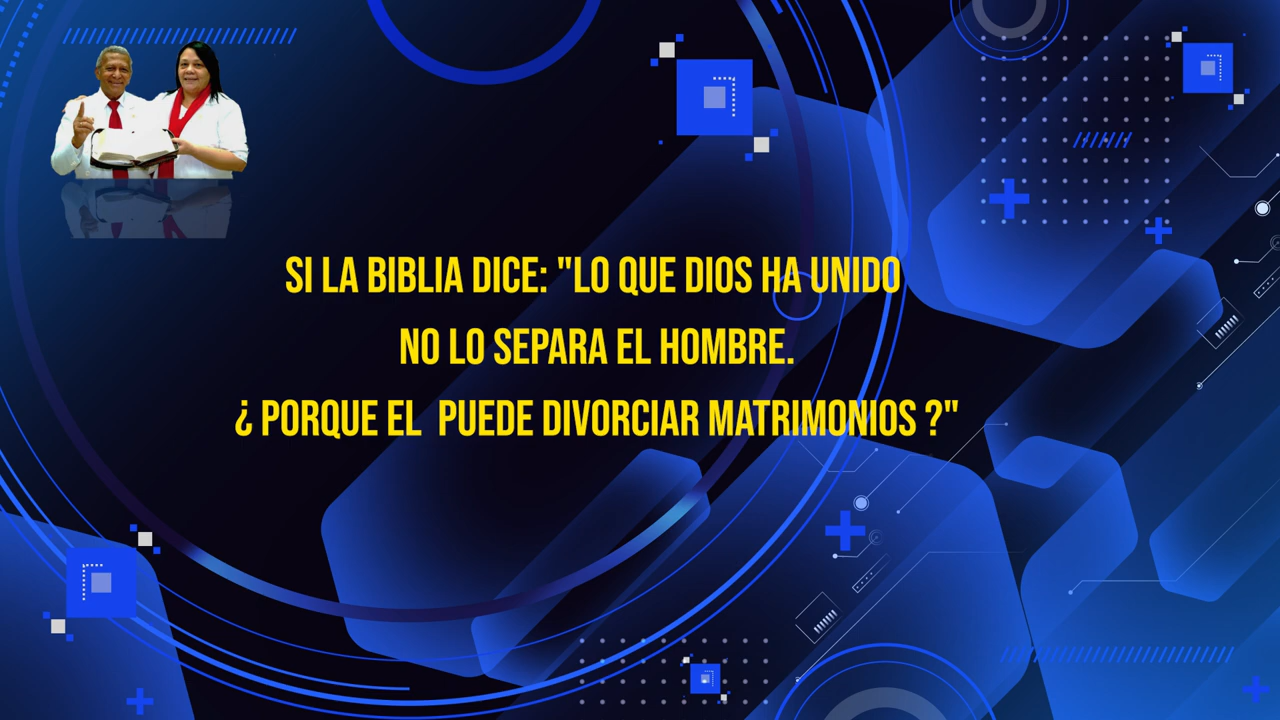 SI LA BIBLIA DICE: "LO QUE DIOS HA UNIDO
NO LO SEPARA EL HOMBRE.
¿ PORQUE EL  PUEDE DIVORCIAR MATRIMONIOS ?"